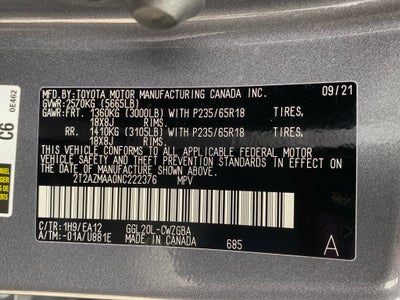 MFD.BY:TOYOTA MOTOR MANUFACTURING CANADA INC. 09/21
GVWR:2570KG (5665LB)
GAWR:FRT. 1360KG (3000LB) WITH P235/65R18 TIRES,
18X8J RIMS.
RR. 1410KG (3105LB) WITH P235/65R18 TIRES,
18X8J RIMS.
THIS VEHICLE CONFORMS TO ALL APPLICABLE FEDERAL MOTOR
VEHICLE SAFETY STANDARDS IN EFFECT ON THE
DATE OF MANUFACTURE SHOWN ABOVE.
2T2AZMAA0NC222376 MPV
C/TR:1H9/EA12 GGL20L-CWZGBA
A/TM:-01A/U881E MADE IN CANADA 685 A
C6
0E462